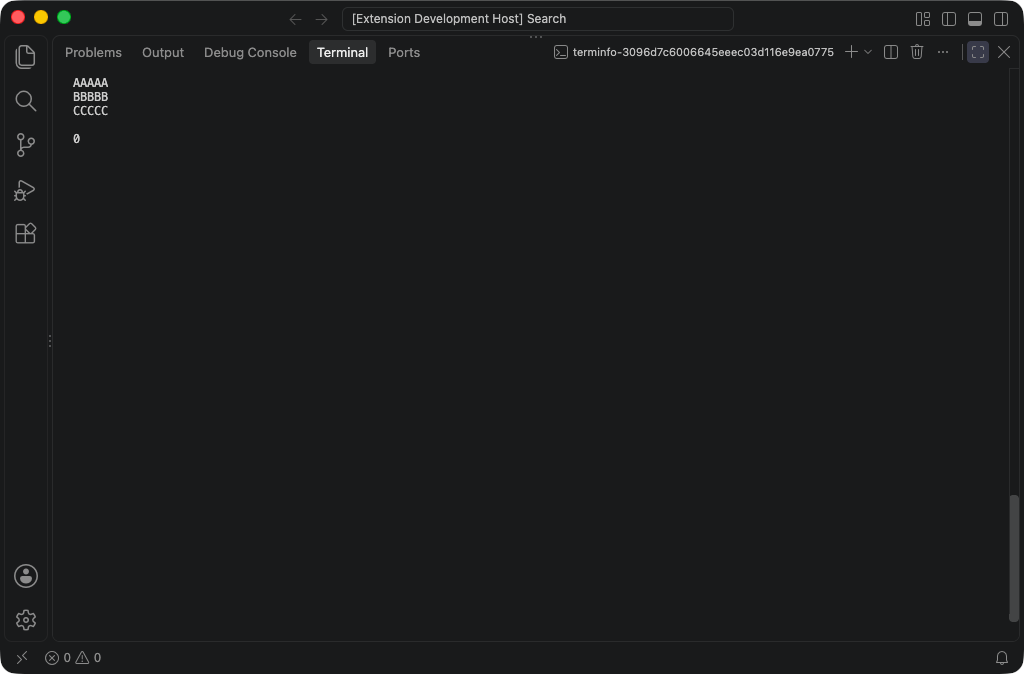 [Extension Development Host] Search
Problems Output Debug Console Terminal Ports terminfo-3096d7c6006645eeec03d116e9ea0775
AAAAA
BBBBB
CCCCC
0
0 0